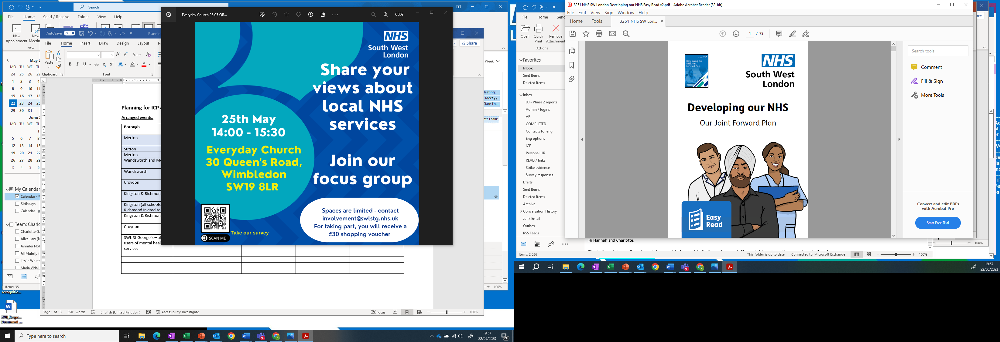 Search
File Home Send / Receive Folder View Help
New Appointment
New Meetin
New
May 2
MO TU WE TH
24 25 26 27
1 2 3 4
8 9 10 11
15 16 17 18
22 23 24 25
29 30 31
June
MO TU WE TH
1
5 6 7 8
12 13 14 15
19 20 21 22
26 27 28 29
3 4 5 6
My Calendar
Calendar - K
Birthdays
Calendar - g
Team: Charlo
Charlotte Ga
Alice Law (N
Jennifer Nol
Jill Mulelly (
Lizzie Whetr
Maria Vidal-
Items: 35
recognitio...
ZPB_Respo...
Document_...
AutoSave On
Planning
File Home Insert Draw Design Layout
Share
Paste
Clipboard
Font
Week
Planning for ICP a
Arranged events:
Borough
Merton
Sutton
Merton
Wandsworth and Me
Wandsworth
Croydon
Kingston & Richmond
Kingston (all schools)
Richmond invited too
Kingston & Richmond
Croydon
SWL St George's – al
users of mental heal
services
Page 1 of 13 2501 words English (United Kingdom) Accessibility: Investigate Focus 100%
100%
Everyday Church 25.05 QR...
68%
NHS
South West
London
Share your
views about
local NHS
services
Join our
focus group
25th May
14:00 - 15:30
Everyday Church
30 Queen's Road,
Wimbledon
SW19 8LR
SCAN ME
Take our survey
Spaces are limited - contact
involvement@swlstg.nhs.uk
For taking part, you will receive a
£30 shopping voucher
Meeting;...
Meet...
Clare Th...
oft Team:
Type here to search
19:57
22/05/2023
20
File Home Send
Open
Quick Print
Remove Attachment
Actions
Favorites
Inbox
Sent Items
Deleted Items
Inbox
00 - Phase 2 reports
Admin / logins
AR
COMPLETED
Contacts for eng
Eng options
ICP
Personal HR
READ / links
Strike evidence
Survey responses
Drafts
Sent Items
Deleted Items
Archive
Conversation History
Junk Email
Outbox
RSS Feeds
Items: 2,036
Hi Hannah and Charlotte,
This folder is up to date. Connected to: Microsoft Exchange 100%
100%
3251 NHS SW London Developing our NHS Easy Read v2.pdf - Adobe Acrobat Reader (32-bit)
File Edit View Sign Window Help
Home Tools 3251 NHS SW Lon...
1 / 75
Developing our
NHS Joint
Forward Plan
NHS
South West
London
Developing our NHS
Our Joint Forward Plan
Easy
Read
Search tools
Comment
Fill & Sign
More Tools
Convert and edit PDFs
with Acrobat Pro
Start Free Trial
19:57
22/05/2023